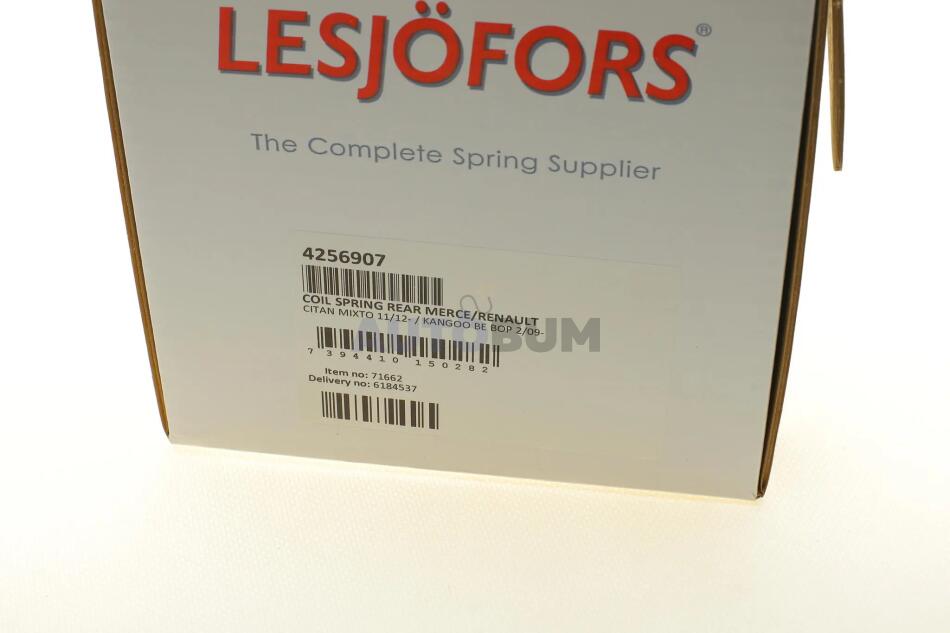 LESJÖFORS®
The Complete Spring Supplier
4256907
COIL SPRING REAR MERCE/RENAULT
CITAN MIXTO 11/12- / KANGOO BE BOP 2/09-
AUTOBUM
7 394410 150282
Item no: 71662
Delivery no: 6184537